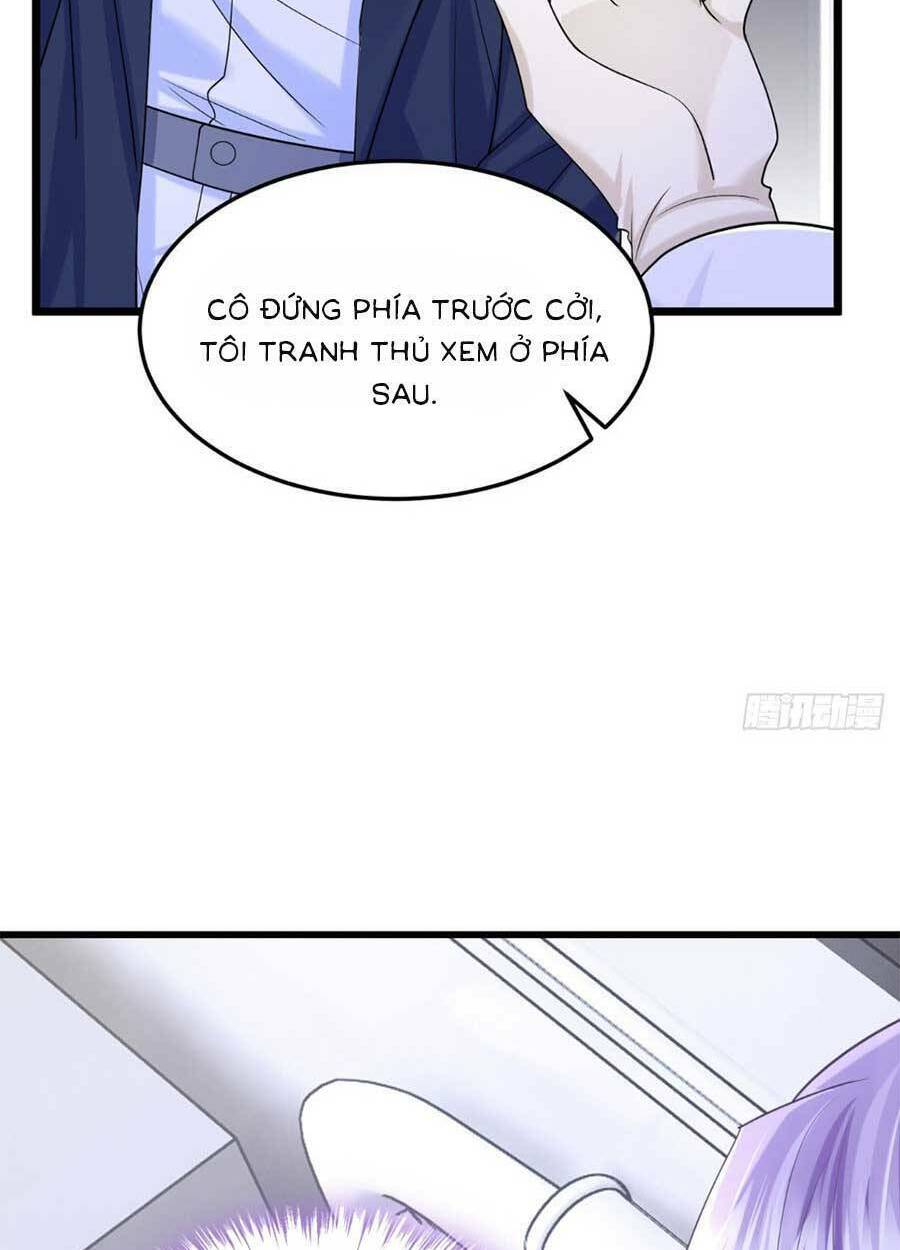 CÔ ĐỨNG PHÍA TRƯỚC CỞI,
TÔI TRANH THỦ XEM Ở PHÍA
SAU.
腾讯动漫